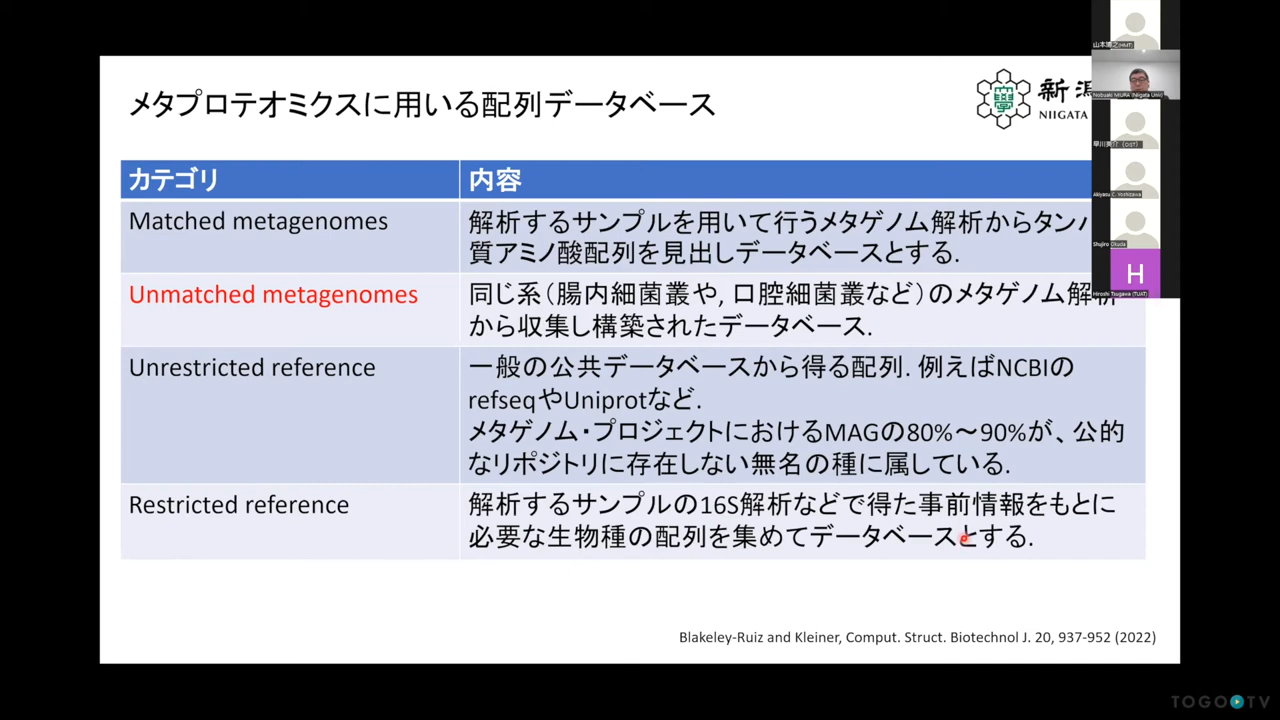 メタプロテオミクスに用いる配列データベース
新潟
NIIGATA
カテゴリ
内容
Matched metagenomes
解析するサンプルを用いて行うメタゲノム解析からタンパ
質アミノ酸配列を見出しデータベースとする.
Unmatched metagenomes
同じ系（腸内細菌叢や, 口腔細菌叢など）のメタゲノム解析
から収集し構築されたデータベース.
Unrestricted reference
一般の公共データベースから得る配列. 例えばNCBIの
refseqやUniprotなど.
メタゲノム・プロジェクトにおけるMAGの80%～90%が、公的
なリポジトリに存在しない無名の種に属している.
Restricted reference
解析するサンプルの16S解析などで得た事前情報をもとに
必要な生物種の配列を集めてデータベースとする.
Blakeley-Ruiz and Kleiner, Comput. Struct. Biotechnol J. 20, 937-952 (2022)
Nobuaki MIURA (Niigata Univ)
Akiyasu C. Yoshizawa
Shujiro Okuda
H
Hiroshi Tsugawa (TUAT)
TOGO TV